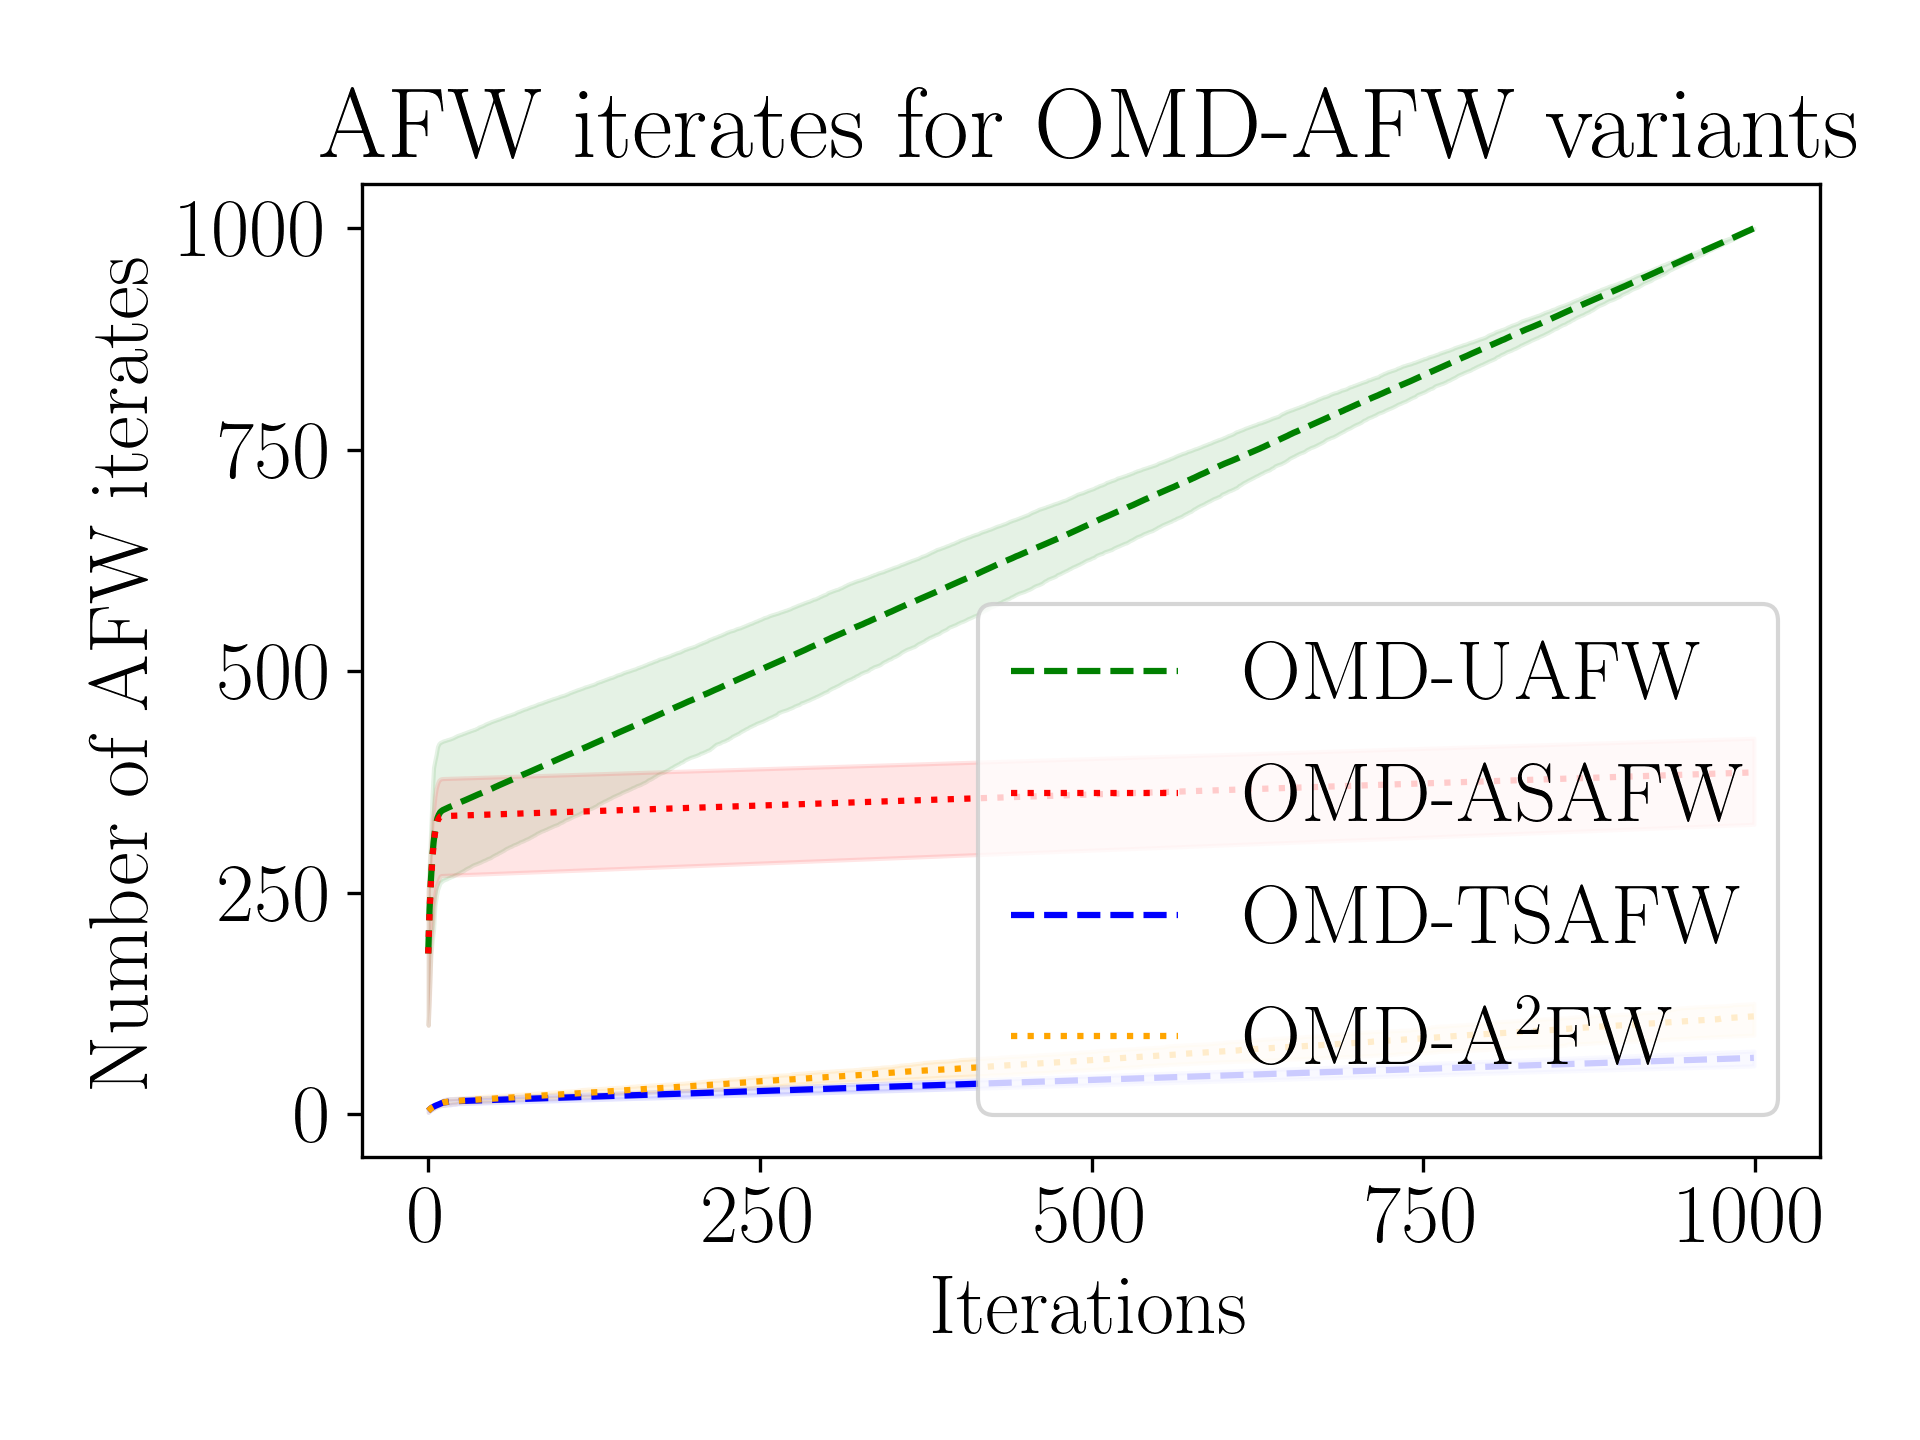 AFW iterates for OMD-AFW variants
Number of AFW iterates
1000
750
500
250
0
OMD-UAFW
OMD-ASAFW
OMD-TSAFW
OMD-A²FW
0 250 500 750 1000
Iterations